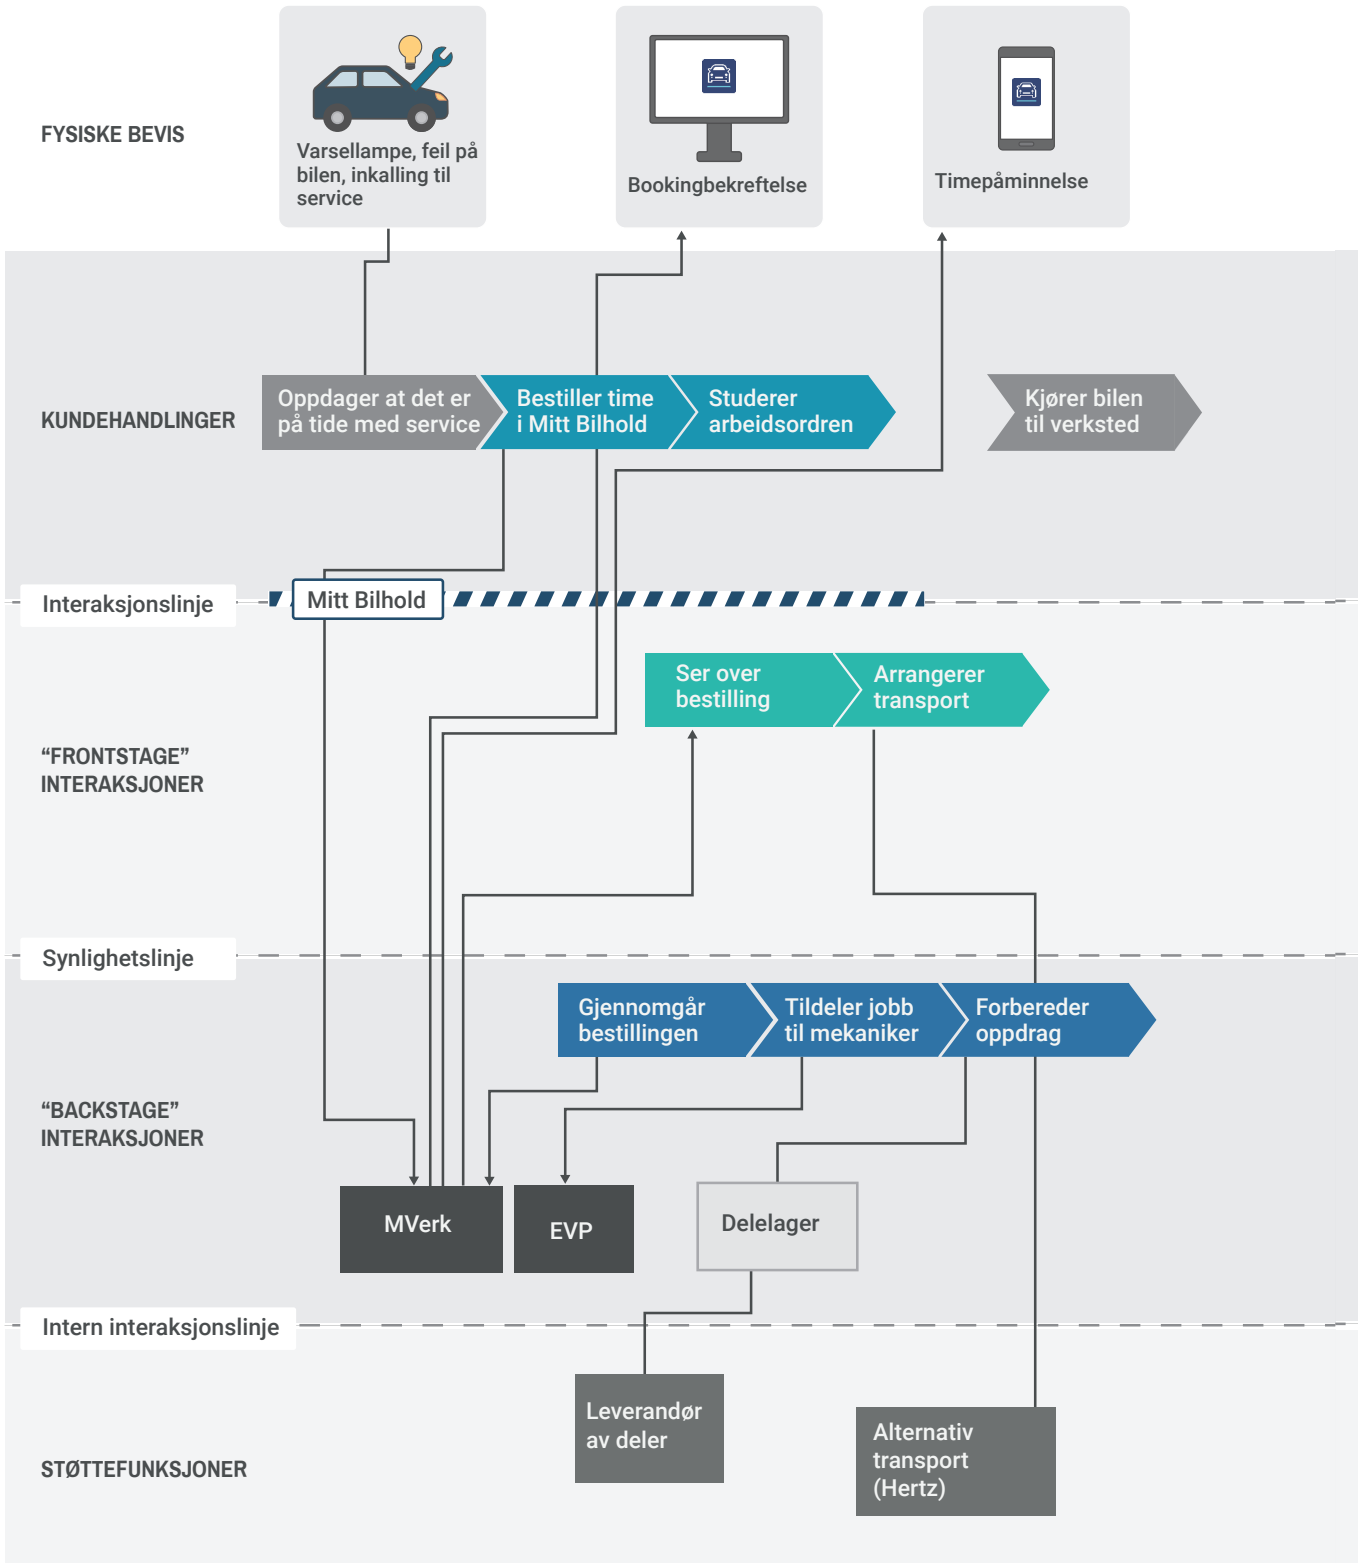 FYSISKE BEVIS
Varsellampe, feil på
bilen, inkalling til
service
Bookingbekreftelse
Timepåminnelse
KUNDEHANDLINGER
Oppdager at det er
på tide med service
Bestiller time
i Mitt Bilhold
Studerer
arbeidsordren
Kjører bilen
til verksted
Interaksjonslinje
Mitt Bilhold
“FRONTSTAGE”
INTERAKSJONER
Ser over
bestilling
Arrangerer
transport
Synlighetslinje
“BACKSTAGE”
INTERAKSJONER
Gjennomgår
bestillingen
Tildeler jobb
til mekaniker
Forbereder
oppdrag
MVerk
EVP
Delelager
Intern interaksjonslinje
STØTTEFUNKSJONER
Leverandør
av deler
Alternativ
transport
(Hertz)